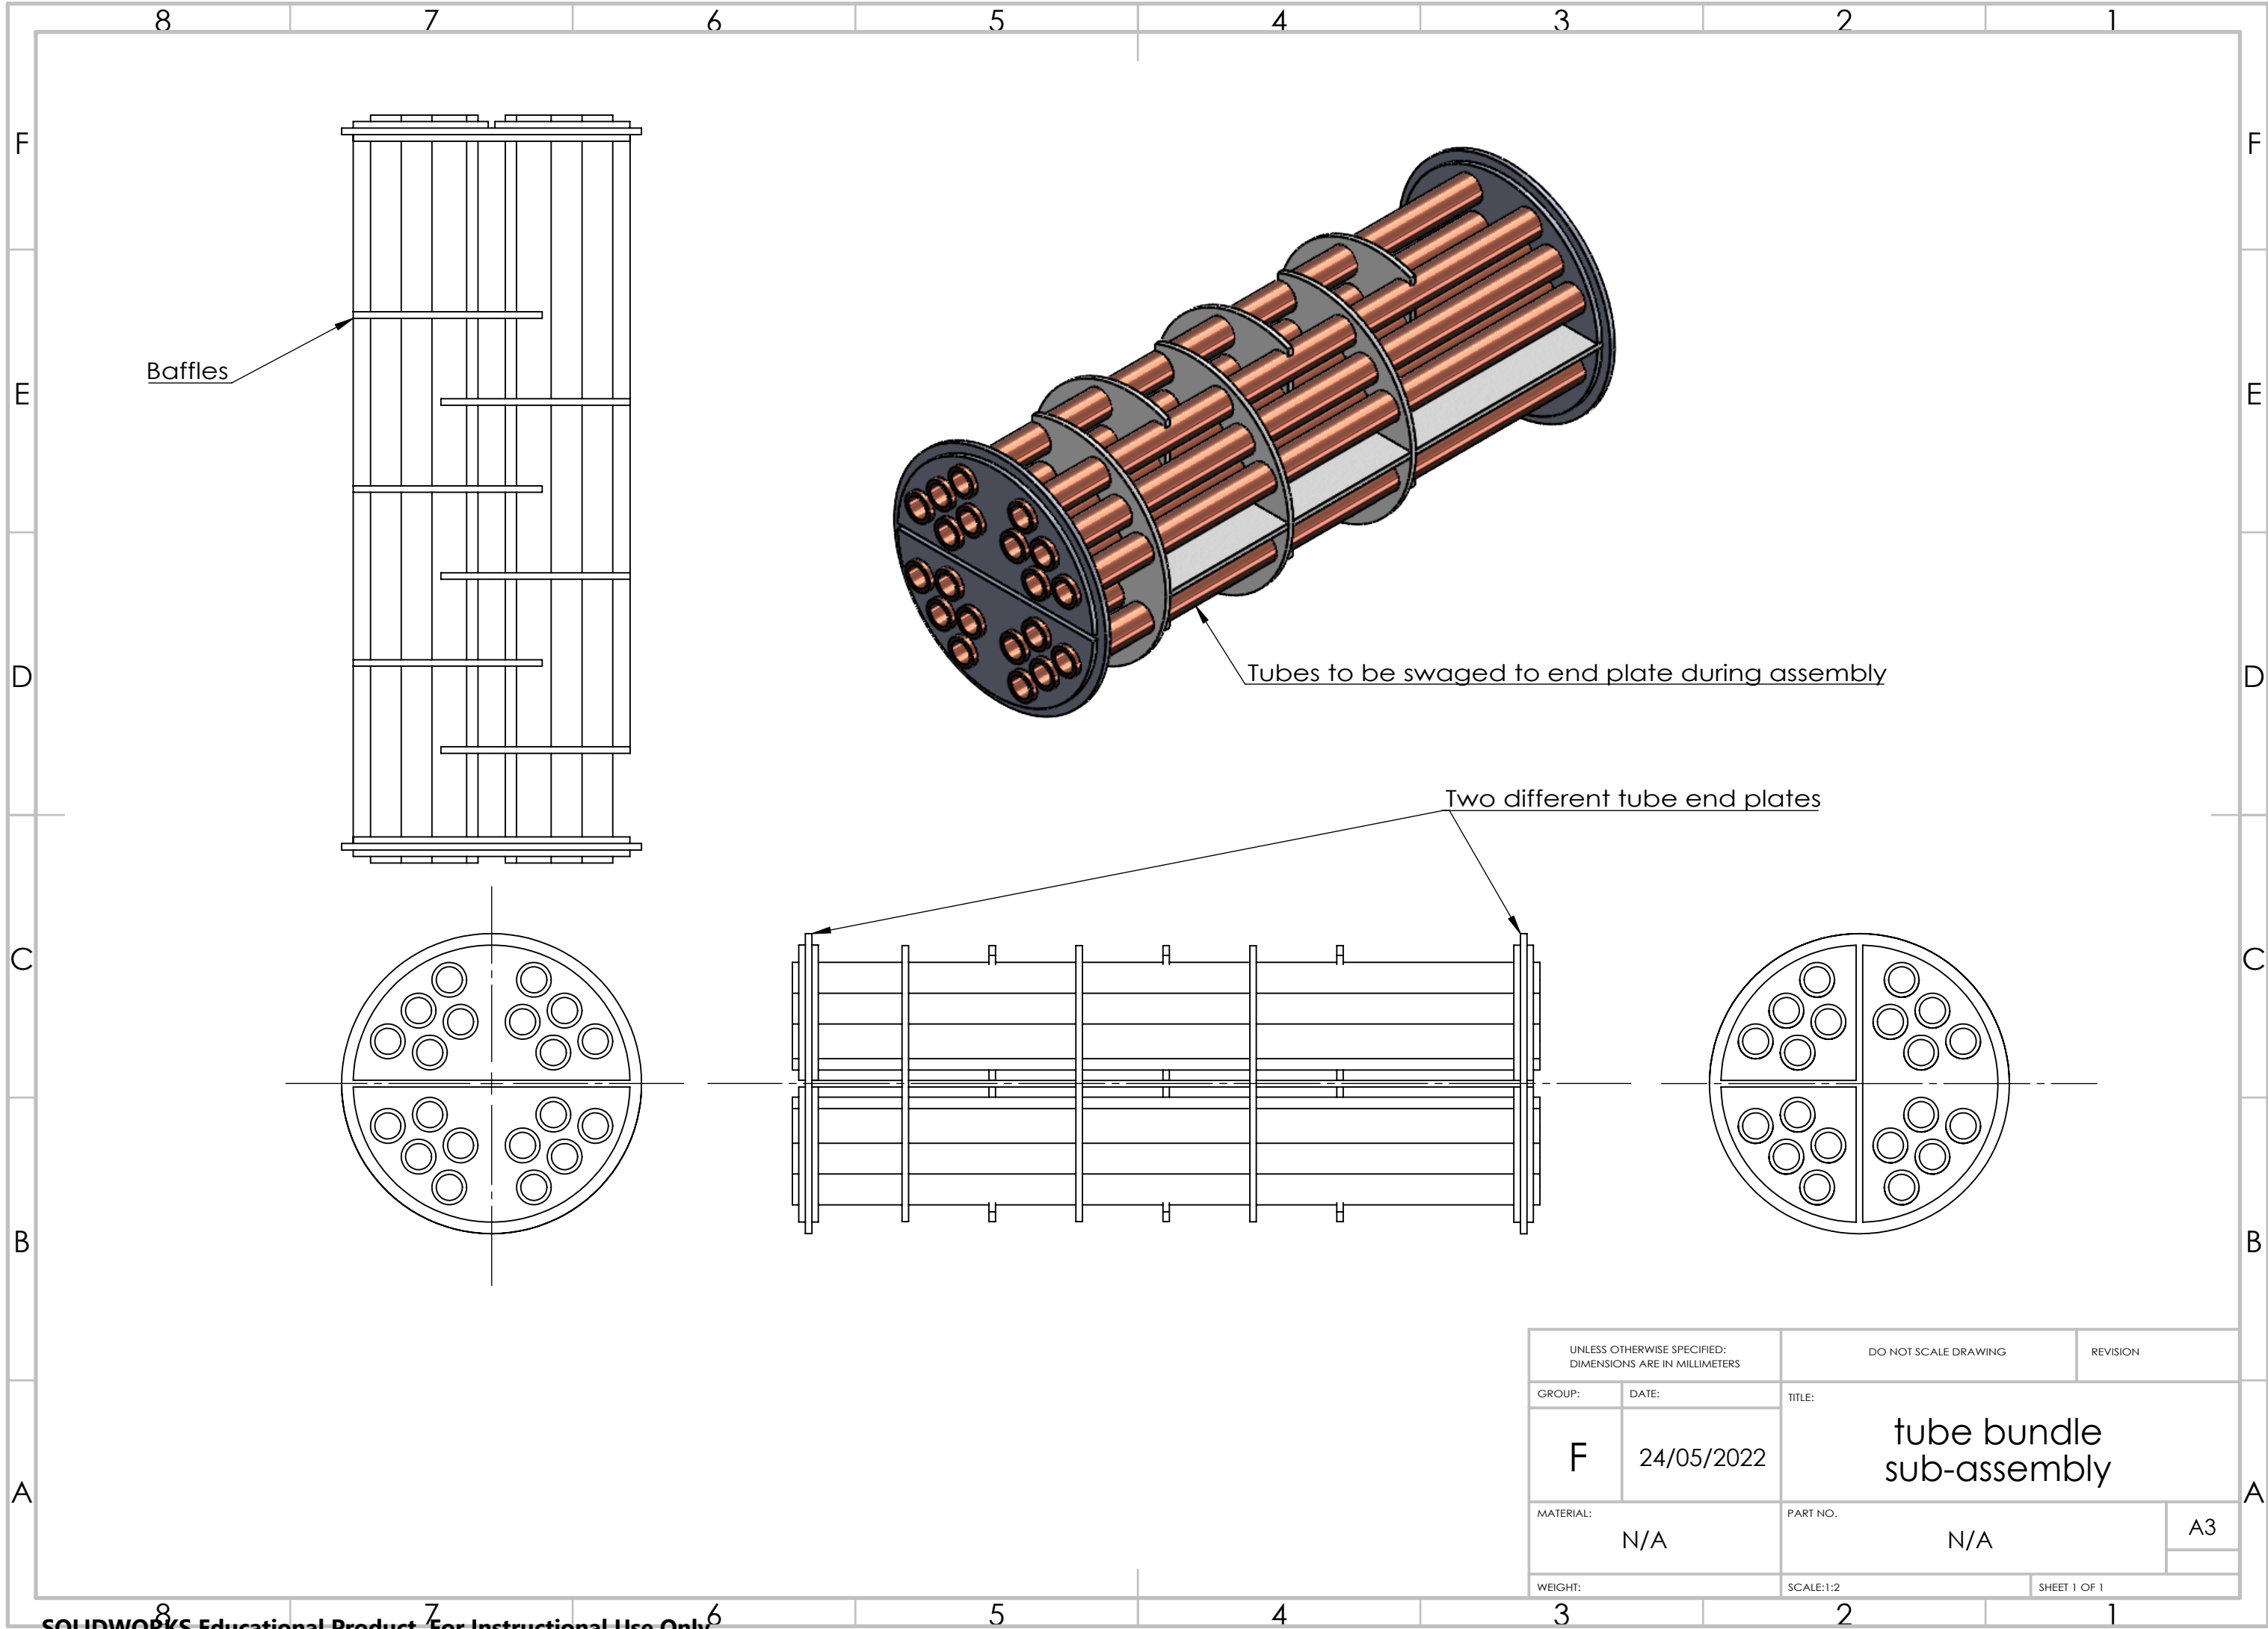 8 7 6 5 4 3 2 1
F F
E E
D D
C C
B B
A A
Baffles
Tubes to be swaged to end plate during assembly
Two different tube end plates
UNLESS OTHERWISE SPECIFIED:
DIMENSIONS ARE IN MILLIMETERS
DO NOT SCALE DRAWING
REVISION
GROUP:
F
DATE:
24/05/2022
TITLE:
tube bundle
sub-assembly
MATERIAL:
N/A
PART NO.
N/A
A3
WEIGHT:
SCALE:1:2
SHEET 1 OF 1
8 7 6 5 4 3 2 1
SOLIDWORKS Educational Product. For Instructional Use Only.